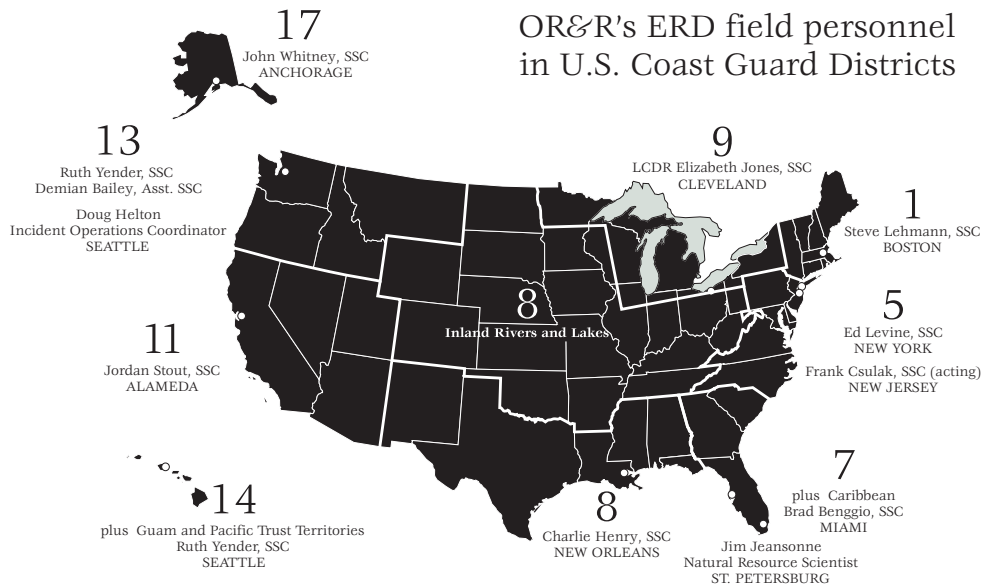 OR&R's ERD field personnel
in U.S. Coast Guard Districts
17
John Whitney, SSC
ANCHORAGE
13
Ruth Yender, SSC
Demian Bailey, Asst. SSC
Doug Helton
Incident Operations Coordinator
SEATTLE
9
LCDR Elizabeth Jones, SSC
CLEVELAND
1
Steve Lehmann, SSC
BOSTON
8
Inland Rivers and Lakes
5
Ed Levine, SSC
NEW YORK
Frank Csulak, SSC (acting)
NEW JERSEY
11
Jordan Stout, SSC
ALAMEDA
14
plus Guam and Pacific Trust Territories
Ruth Yender, SSC
SEATTLE
8
Charlie Henry, SSC
NEW ORLEANS
7
plus Caribbean
Brad Benggio, SSC
MIAMI
Jim Jeansonne
Natural Resource Scientist
ST. PETERSBURG